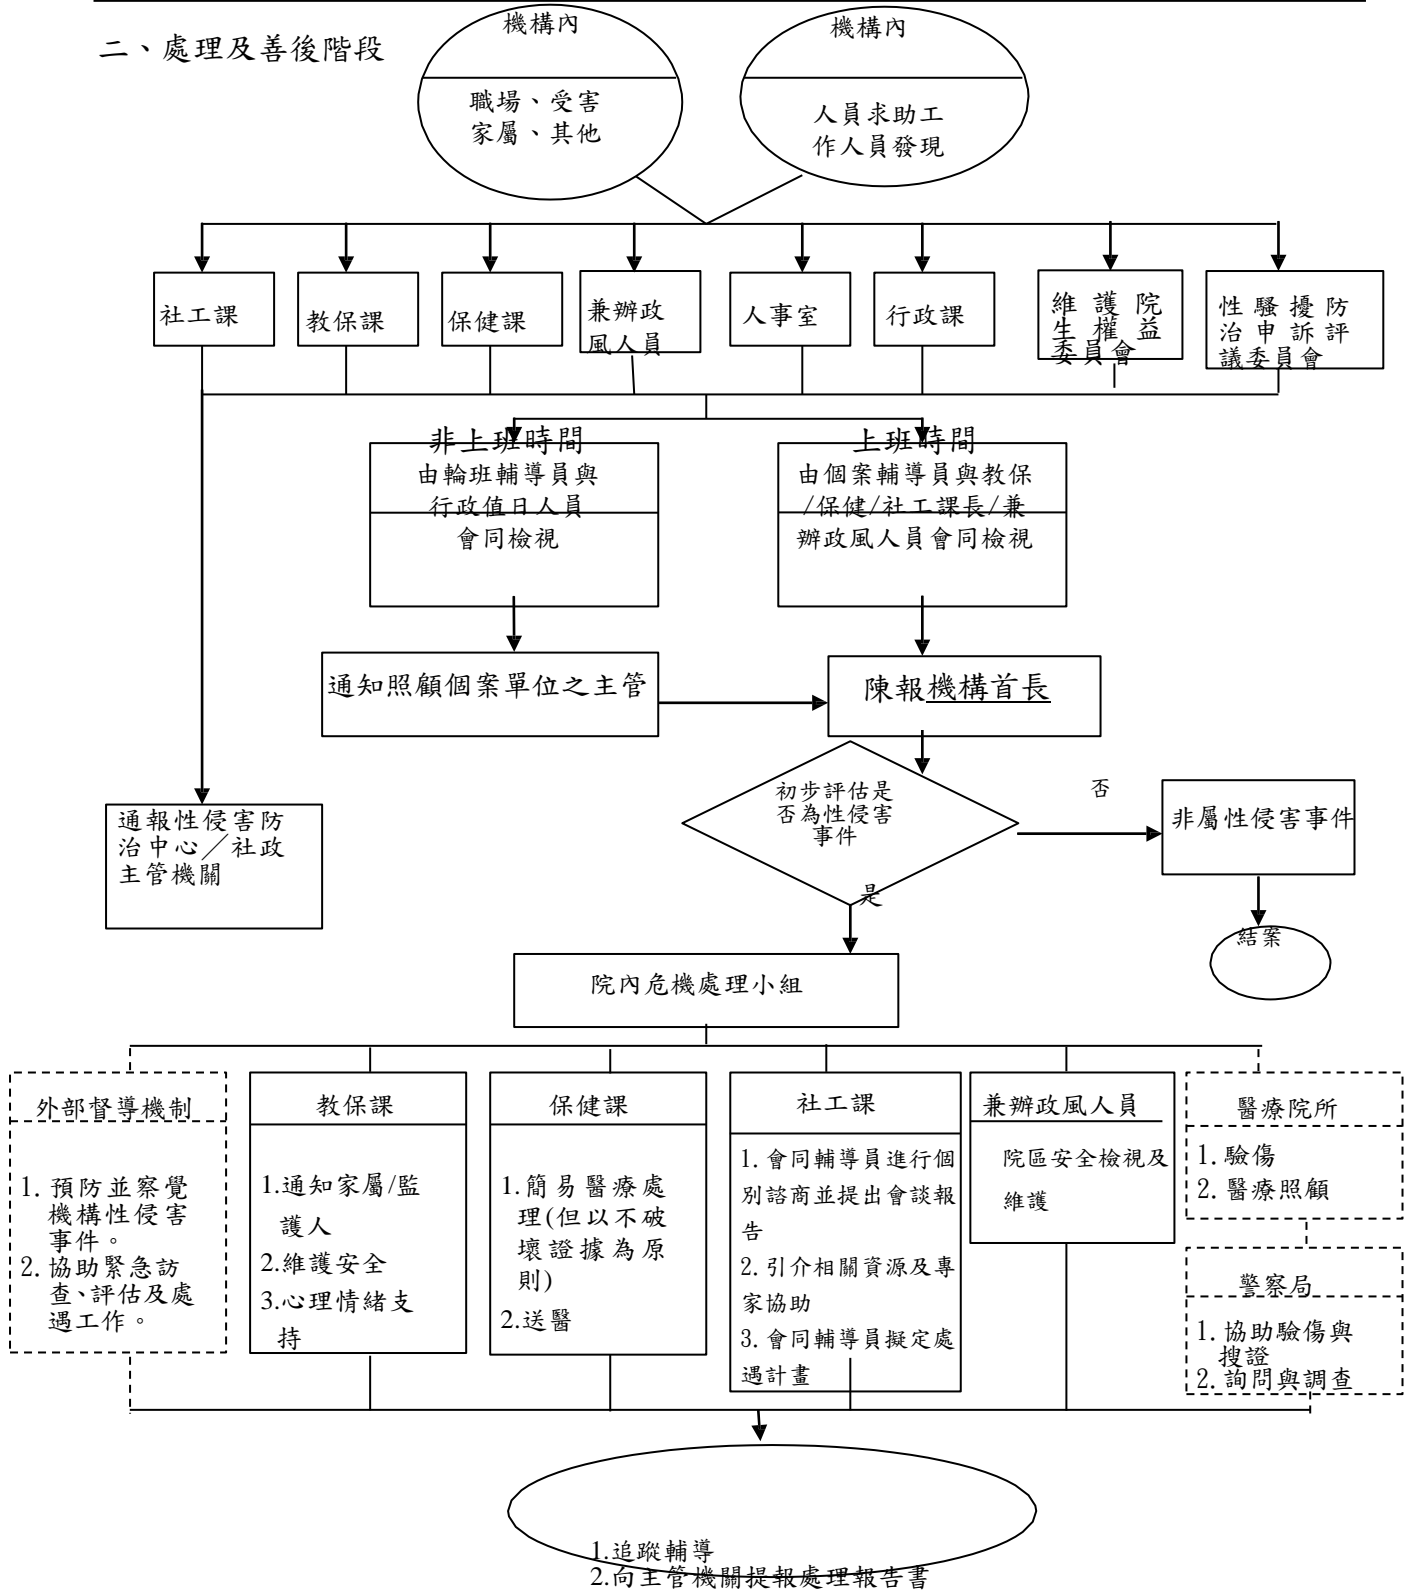 二、處理及善後階段
機構內
職場、受害
家屬、其他
機構內
人員求助工
作人員發現
社工課
教保課
保健課
兼辦政
風人員
人事室
行政課
維護院
生權益
委員會
性騷擾防
治申訴評
議委員會
非上班時間
由輪班輔導員與
行政值日人員
會同檢視
上班時間
由個案輔導員與教保
/保健/社工課長/兼
辦政風人員會同檢視
通知照顧個案單位之主管
陳報機構首長
通報性侵害防
治中心／社政
主管機關
初步評估是
否為性侵害
事件
否
非屬性侵害事件
是
結案
院內危機處理小組
外部督導機制
1. 預防並察覺
機構性侵害
事件。
2. 協助緊急訪
查、評估及處
遇工作。
教保課
1.通知家屬/監
護人
2.維護安全
3.心理情緒支
持
保健課
1.簡易醫療處
理(但以不破
壞證據為原
則)
2.送醫
社工課
1. 會同輔導員進行個
別諮商並提出會談報
告
2. 引介相關資源及專
家協助
3. 會同輔導員擬定處
遇計畫
兼辦政風人員
院區安全檢視及
維護
醫療院所
1. 驗傷
2. 醫療照顧
警察局
1. 協助驗傷與
搜證
2. 詢問與調查
1.追蹤輔導
2.向主管機關提報處理報告書